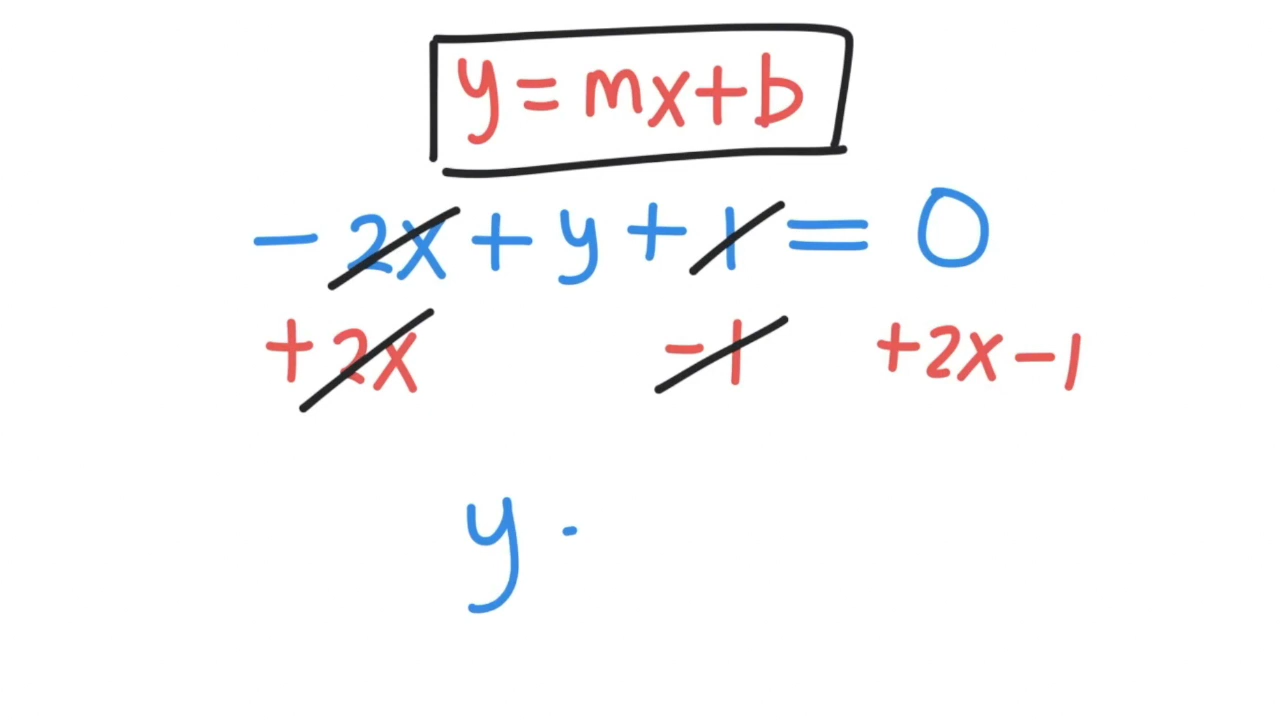 y = mx + b
- 2x + y + 1 = 0
+ 2x - 1 + 2x - 1
y -